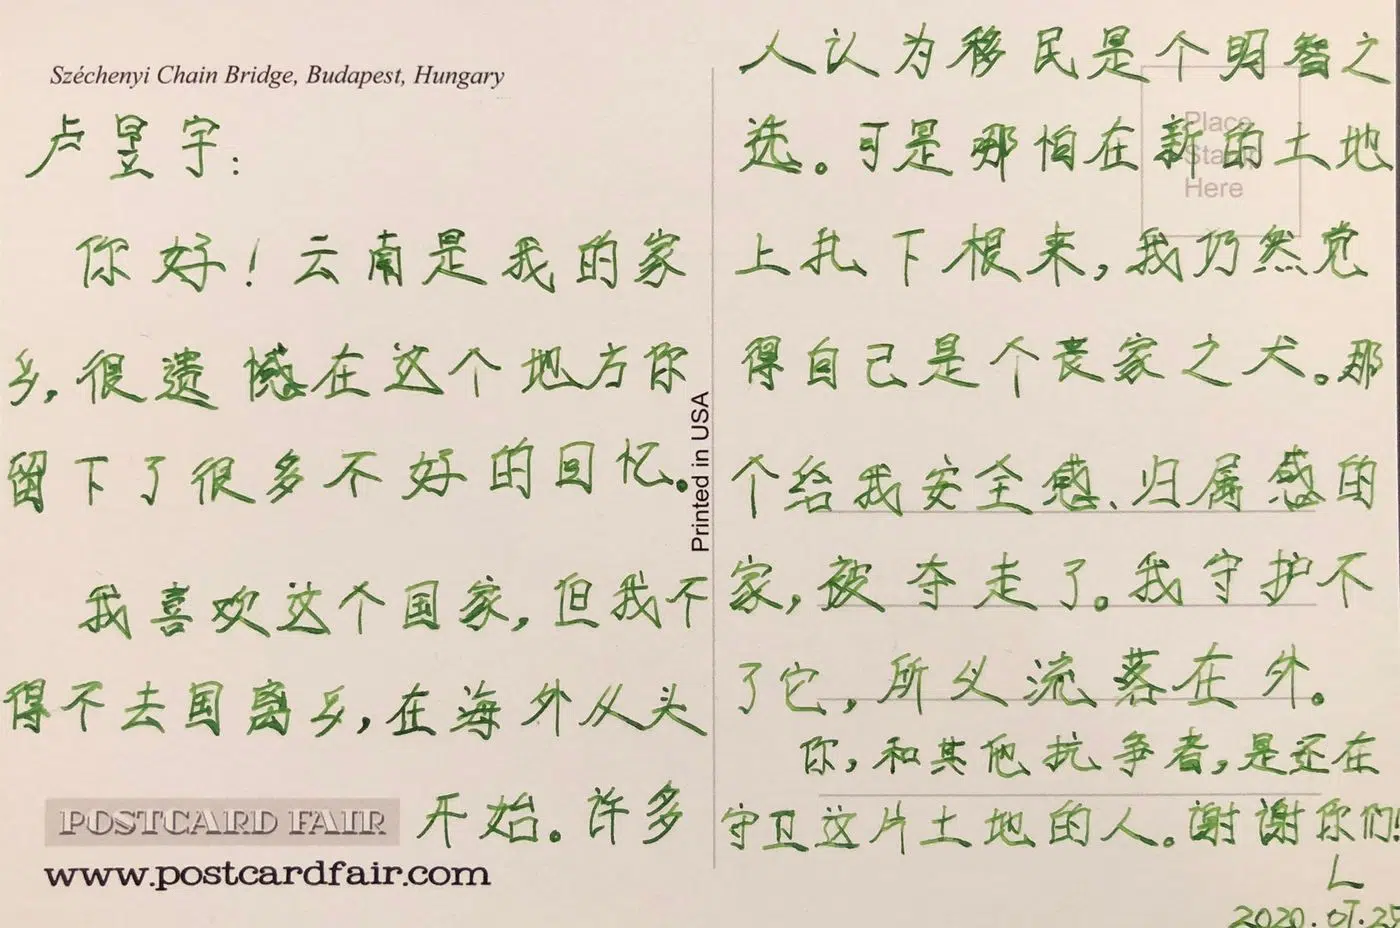 Széchenyi Chain Bridge, Budapest, Hungary
卢昱宇：
你好！云南是我的家
乡，很遗憾在这个地方你
留下了很多不好的回忆。
我喜欢这个国家，但我不
得不去国离乡，在海外从头
开始。许多
POSTCARD FAIR
www.postcardfair.com
Printed in USA
Place
Stamp
Here
人认为移民是个明智之
选。可是哪怕在新的土地
上扎下根来，我仍然觉
得自己是个丧家之犬。那
个给我安全感、归属感的
家，被夺走了。我守护不
了它，所以流落在外。
你，和其他抗争者，是还在
守卫这片土地的人。谢谢你们！
L
2020.07.25